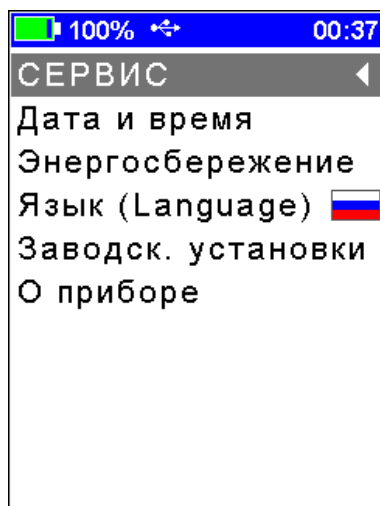 100% 00:37
СЕРВИС
Дата и время
Энергосбережение
Язык (Language)
Заводск. установки
О приборе